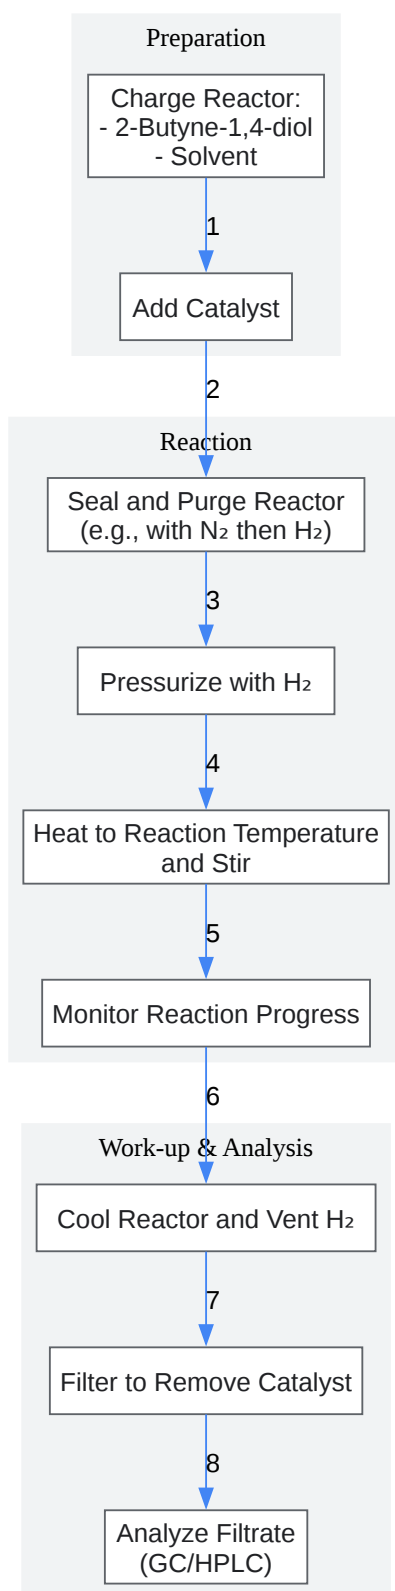 Preparation
Charge Reactor:
- 2-Butyne-1,4-diol
- Solvent
1
Add Catalyst
2
Reaction
Seal and Purge Reactor
(e.g., with N₂ then H₂)
3
Pressurize with H₂
4
Heat to Reaction Temperature
and Stir
5
Monitor Reaction Progress
6
Work-up & Analysis
Cool Reactor and Vent H₂
7
Filter to Remove Catalyst
8
Analyze Filtrate
(GC/HPLC)